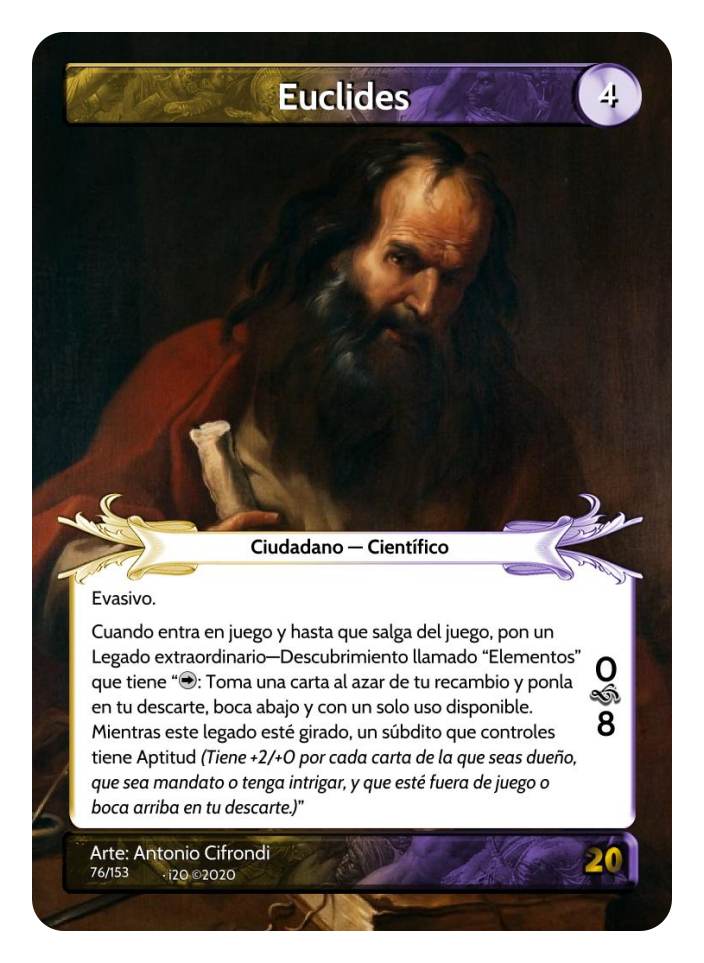 Euclides
4
Ciudadano — Científico
Evasivo.
Cuando entra en juego y hasta que salga del juego, pon un
Legado extraordinario—Descubrimiento llamado “Elementos”
que tiene “➡: Toma una carta al azar de tu recambio y ponla
en tu descarte, boca abajo y con un solo uso disponible.
Mientras este legado esté girado, un súbdito que controles
tiene Aptitud (Tiene +2/+0 por cada carta de la que seas dueño,
que sea mandato o tenga intrigar, y que esté fuera de juego o
boca arriba en tu descarte.)”
0
8
Arte: Antonio Cifrondi
76/153 · i20 ©2020
20